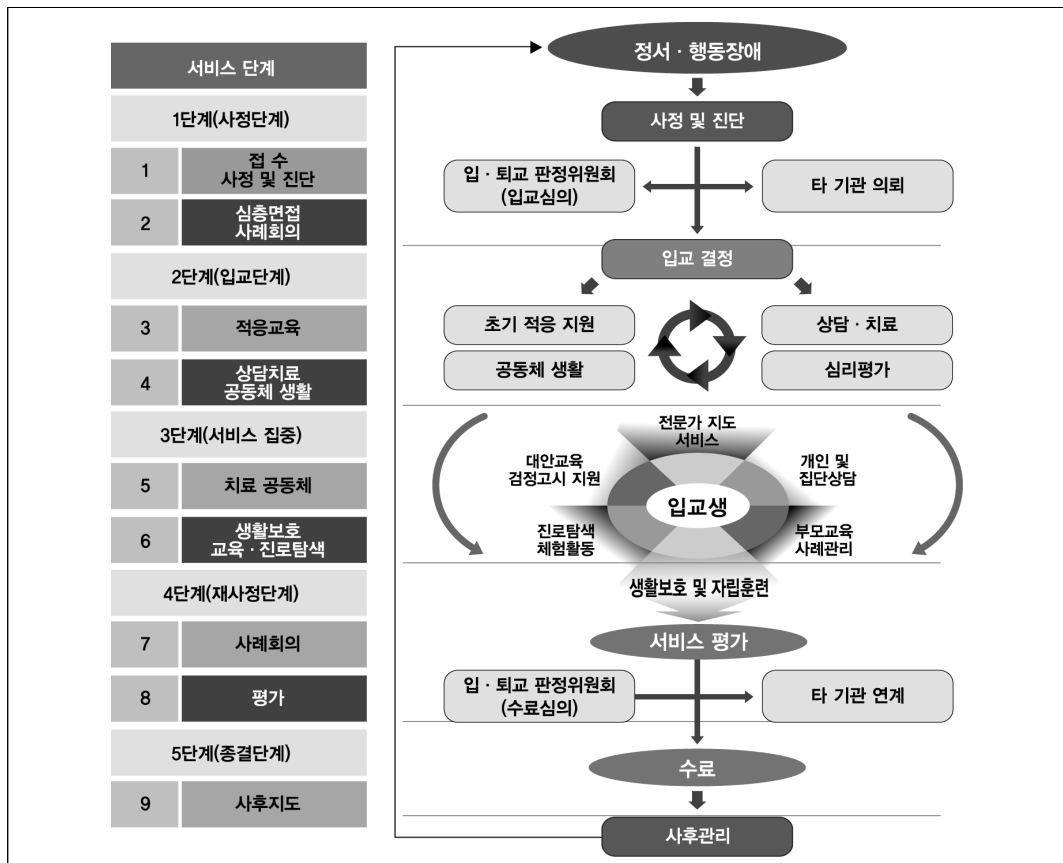 서비스 단계
1단계(사정단계)
1
접 수
사정 및 진단
2
심층면접
사례회의
2단계(입교단계)
3
적응교육
4
상담치료
공동체 생활
3단계(서비스 집중)
5
치료 공동체
6
생활보호
교육 · 진로탐색
4단계(재사정단계)
7
사례회의
8
평가
5단계(종결단계)
9
사후지도
정서 · 행동장애
사정 및 진단
입 · 퇴교 판정위원회
(입교심의)
타 기관 의뢰
입교 결정
초기 적응 지원
상담 · 치료
공동체 생활
심리평가
전문가 지도
서비스
대안교육
검정고시 지원
개인 및
집단상담
입교생
진로탐색
체험활동
부모교육
사례관리
생활보호 및 자립훈련
서비스 평가
입 · 퇴교 판정위원회
(수료심의)
타 기관 연계
수료
사후관리